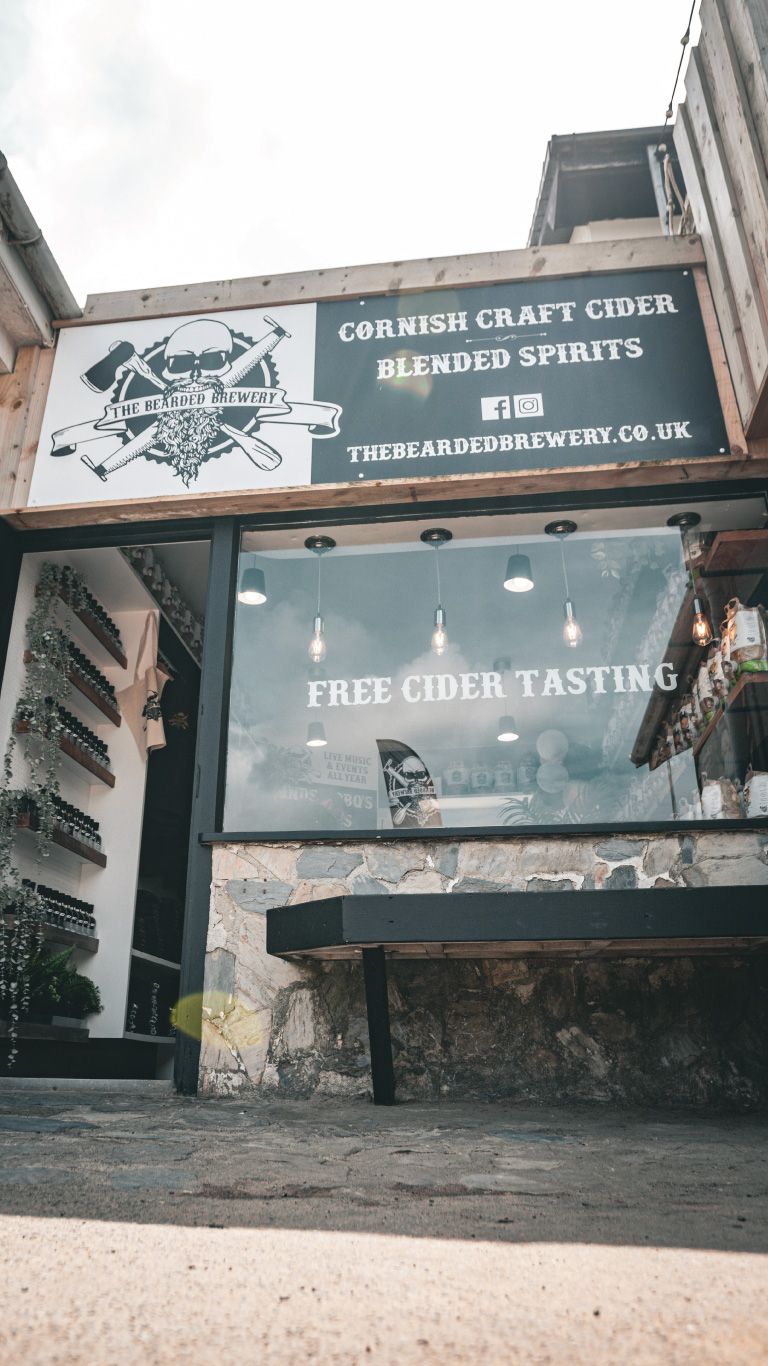 THE BEARDED BREWERY
CORNISH CRAFT CIDER
BLENDED SPIRITS
THEBEARDEDBREWERY.CO.UK
FREE CIDER TASTING
LIVE MUSIC
& EVENTS
ALL YEAR